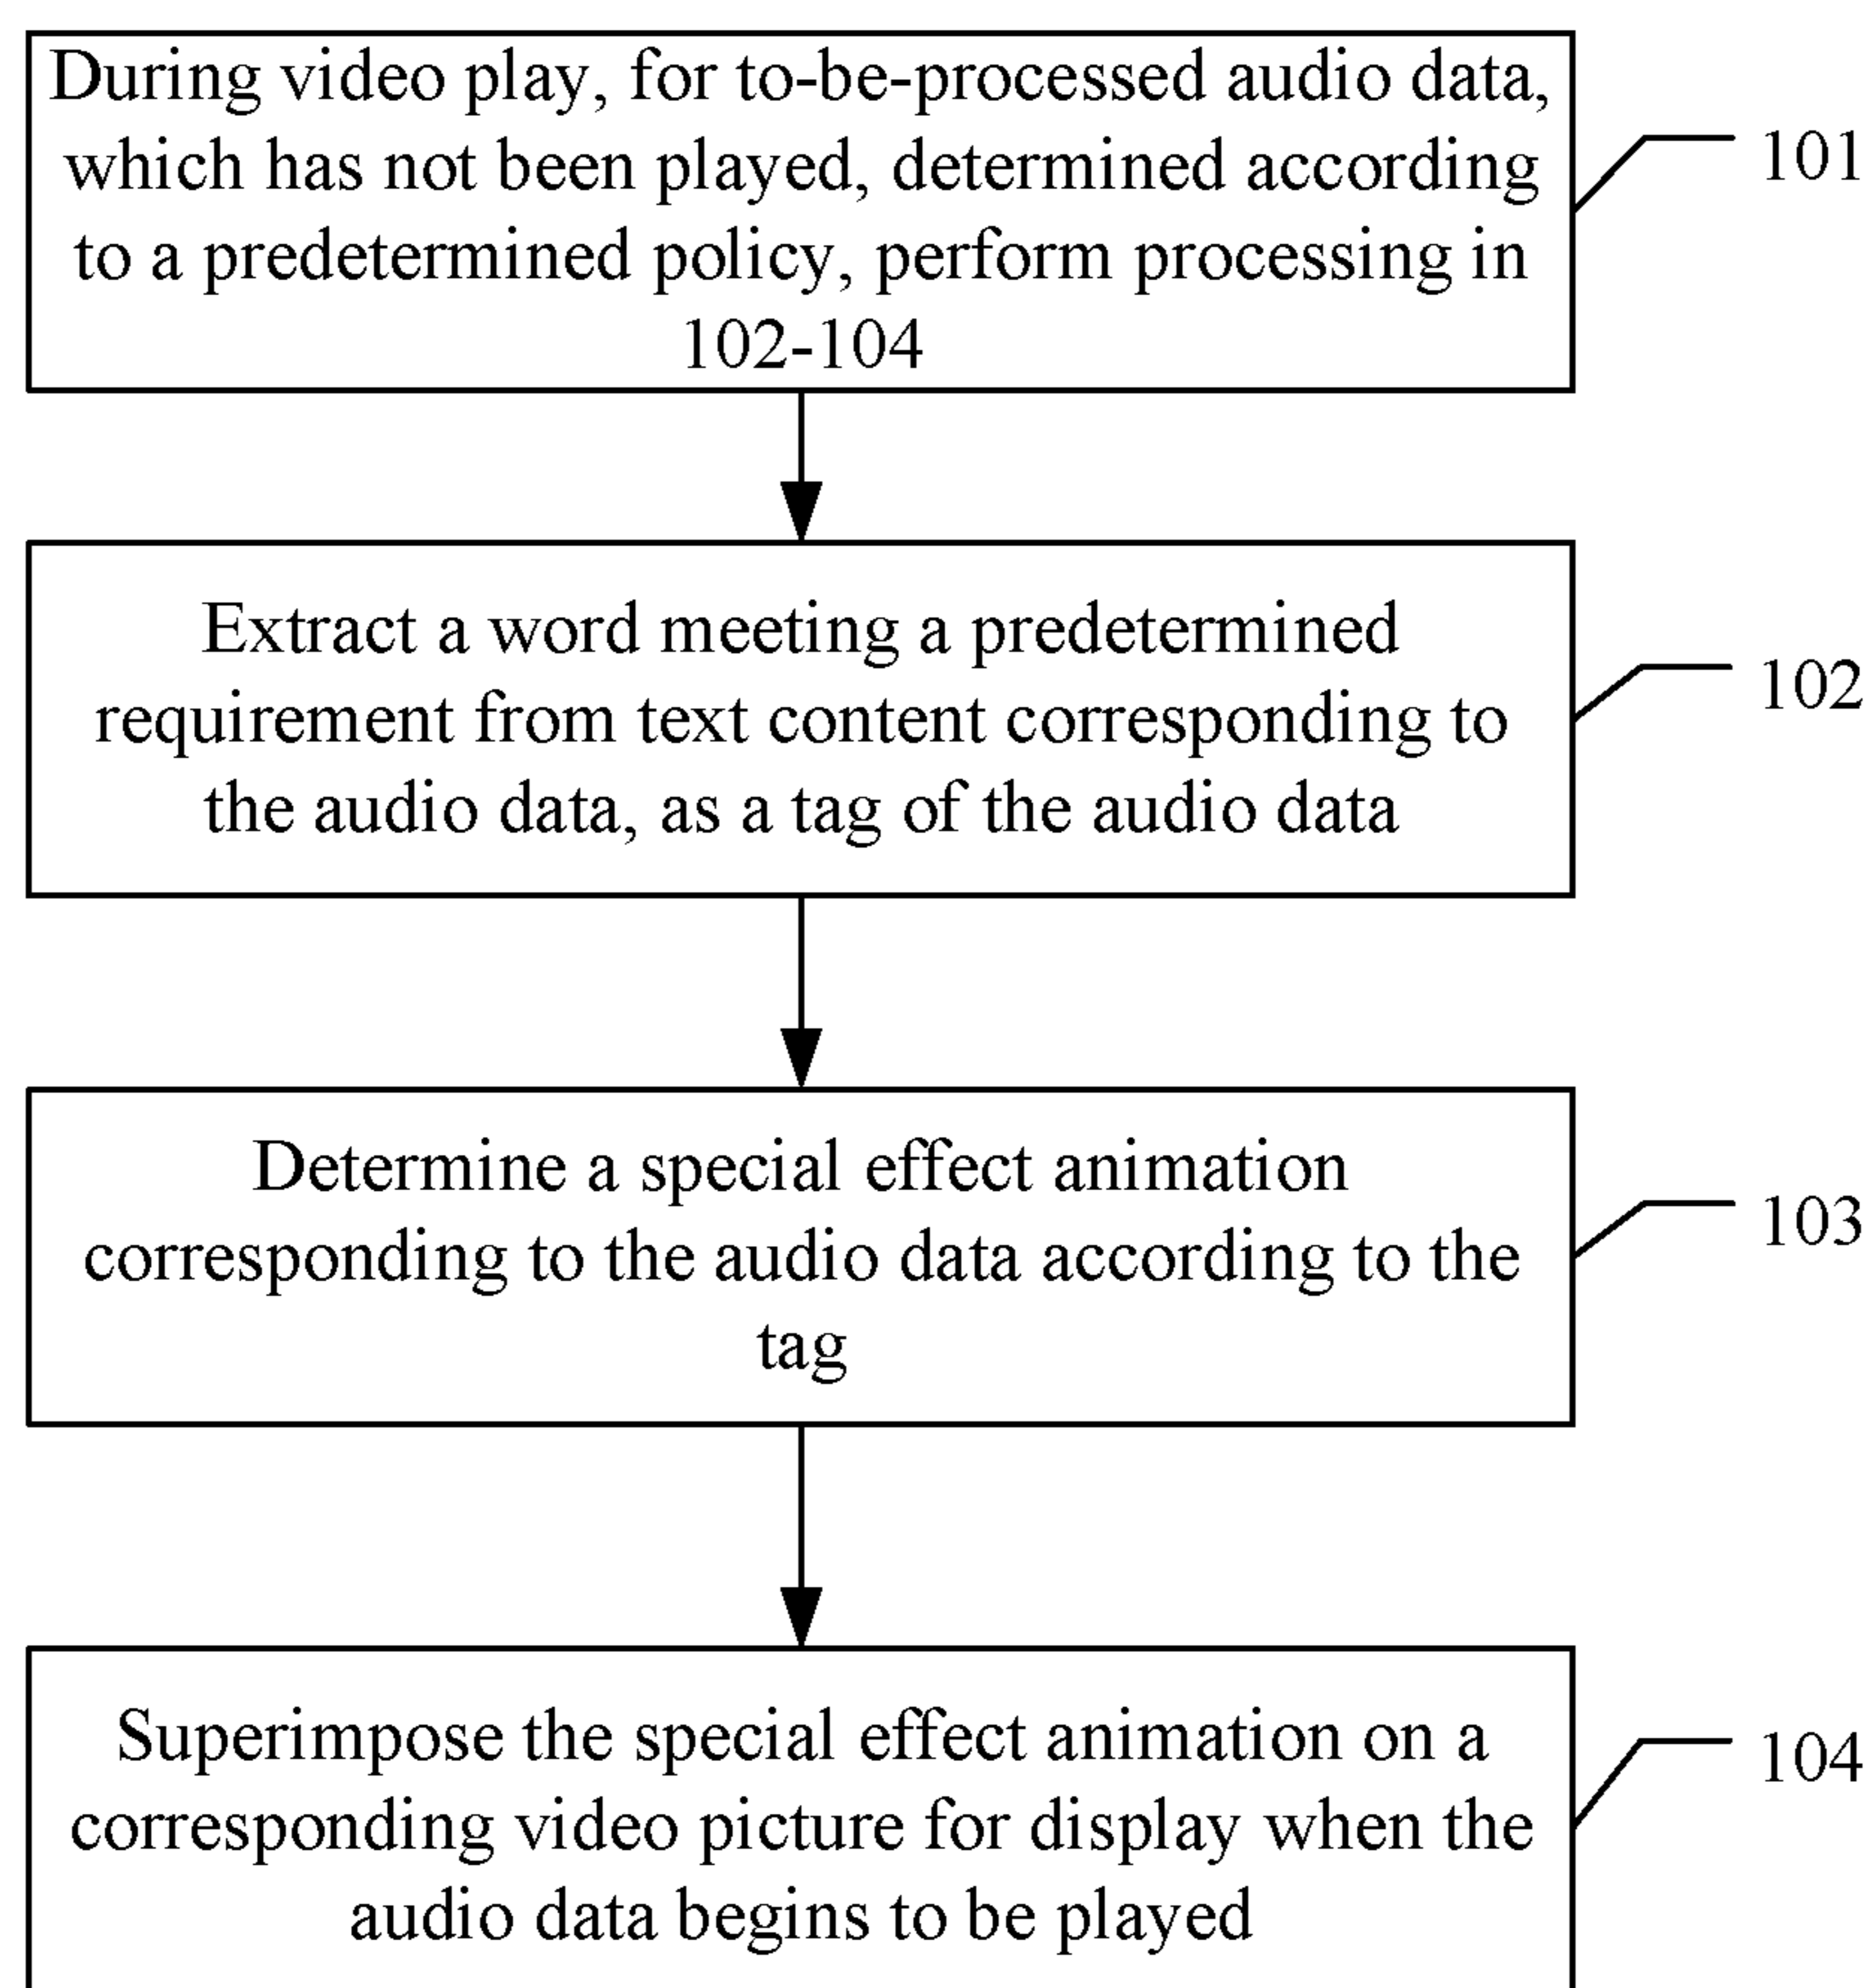 During video play, for to-be-processed audio data,
which has not been played, determined according
to a predetermined policy, perform processing in
102-104
101
Extract a word meeting a predetermined
requirement from text content corresponding to
the audio data, as a tag of the audio data
102
Determine a special effect animation
corresponding to the audio data according to the
tag
103
Superimpose the special effect animation on a
corresponding video picture for display when the
audio data begins to be played
104